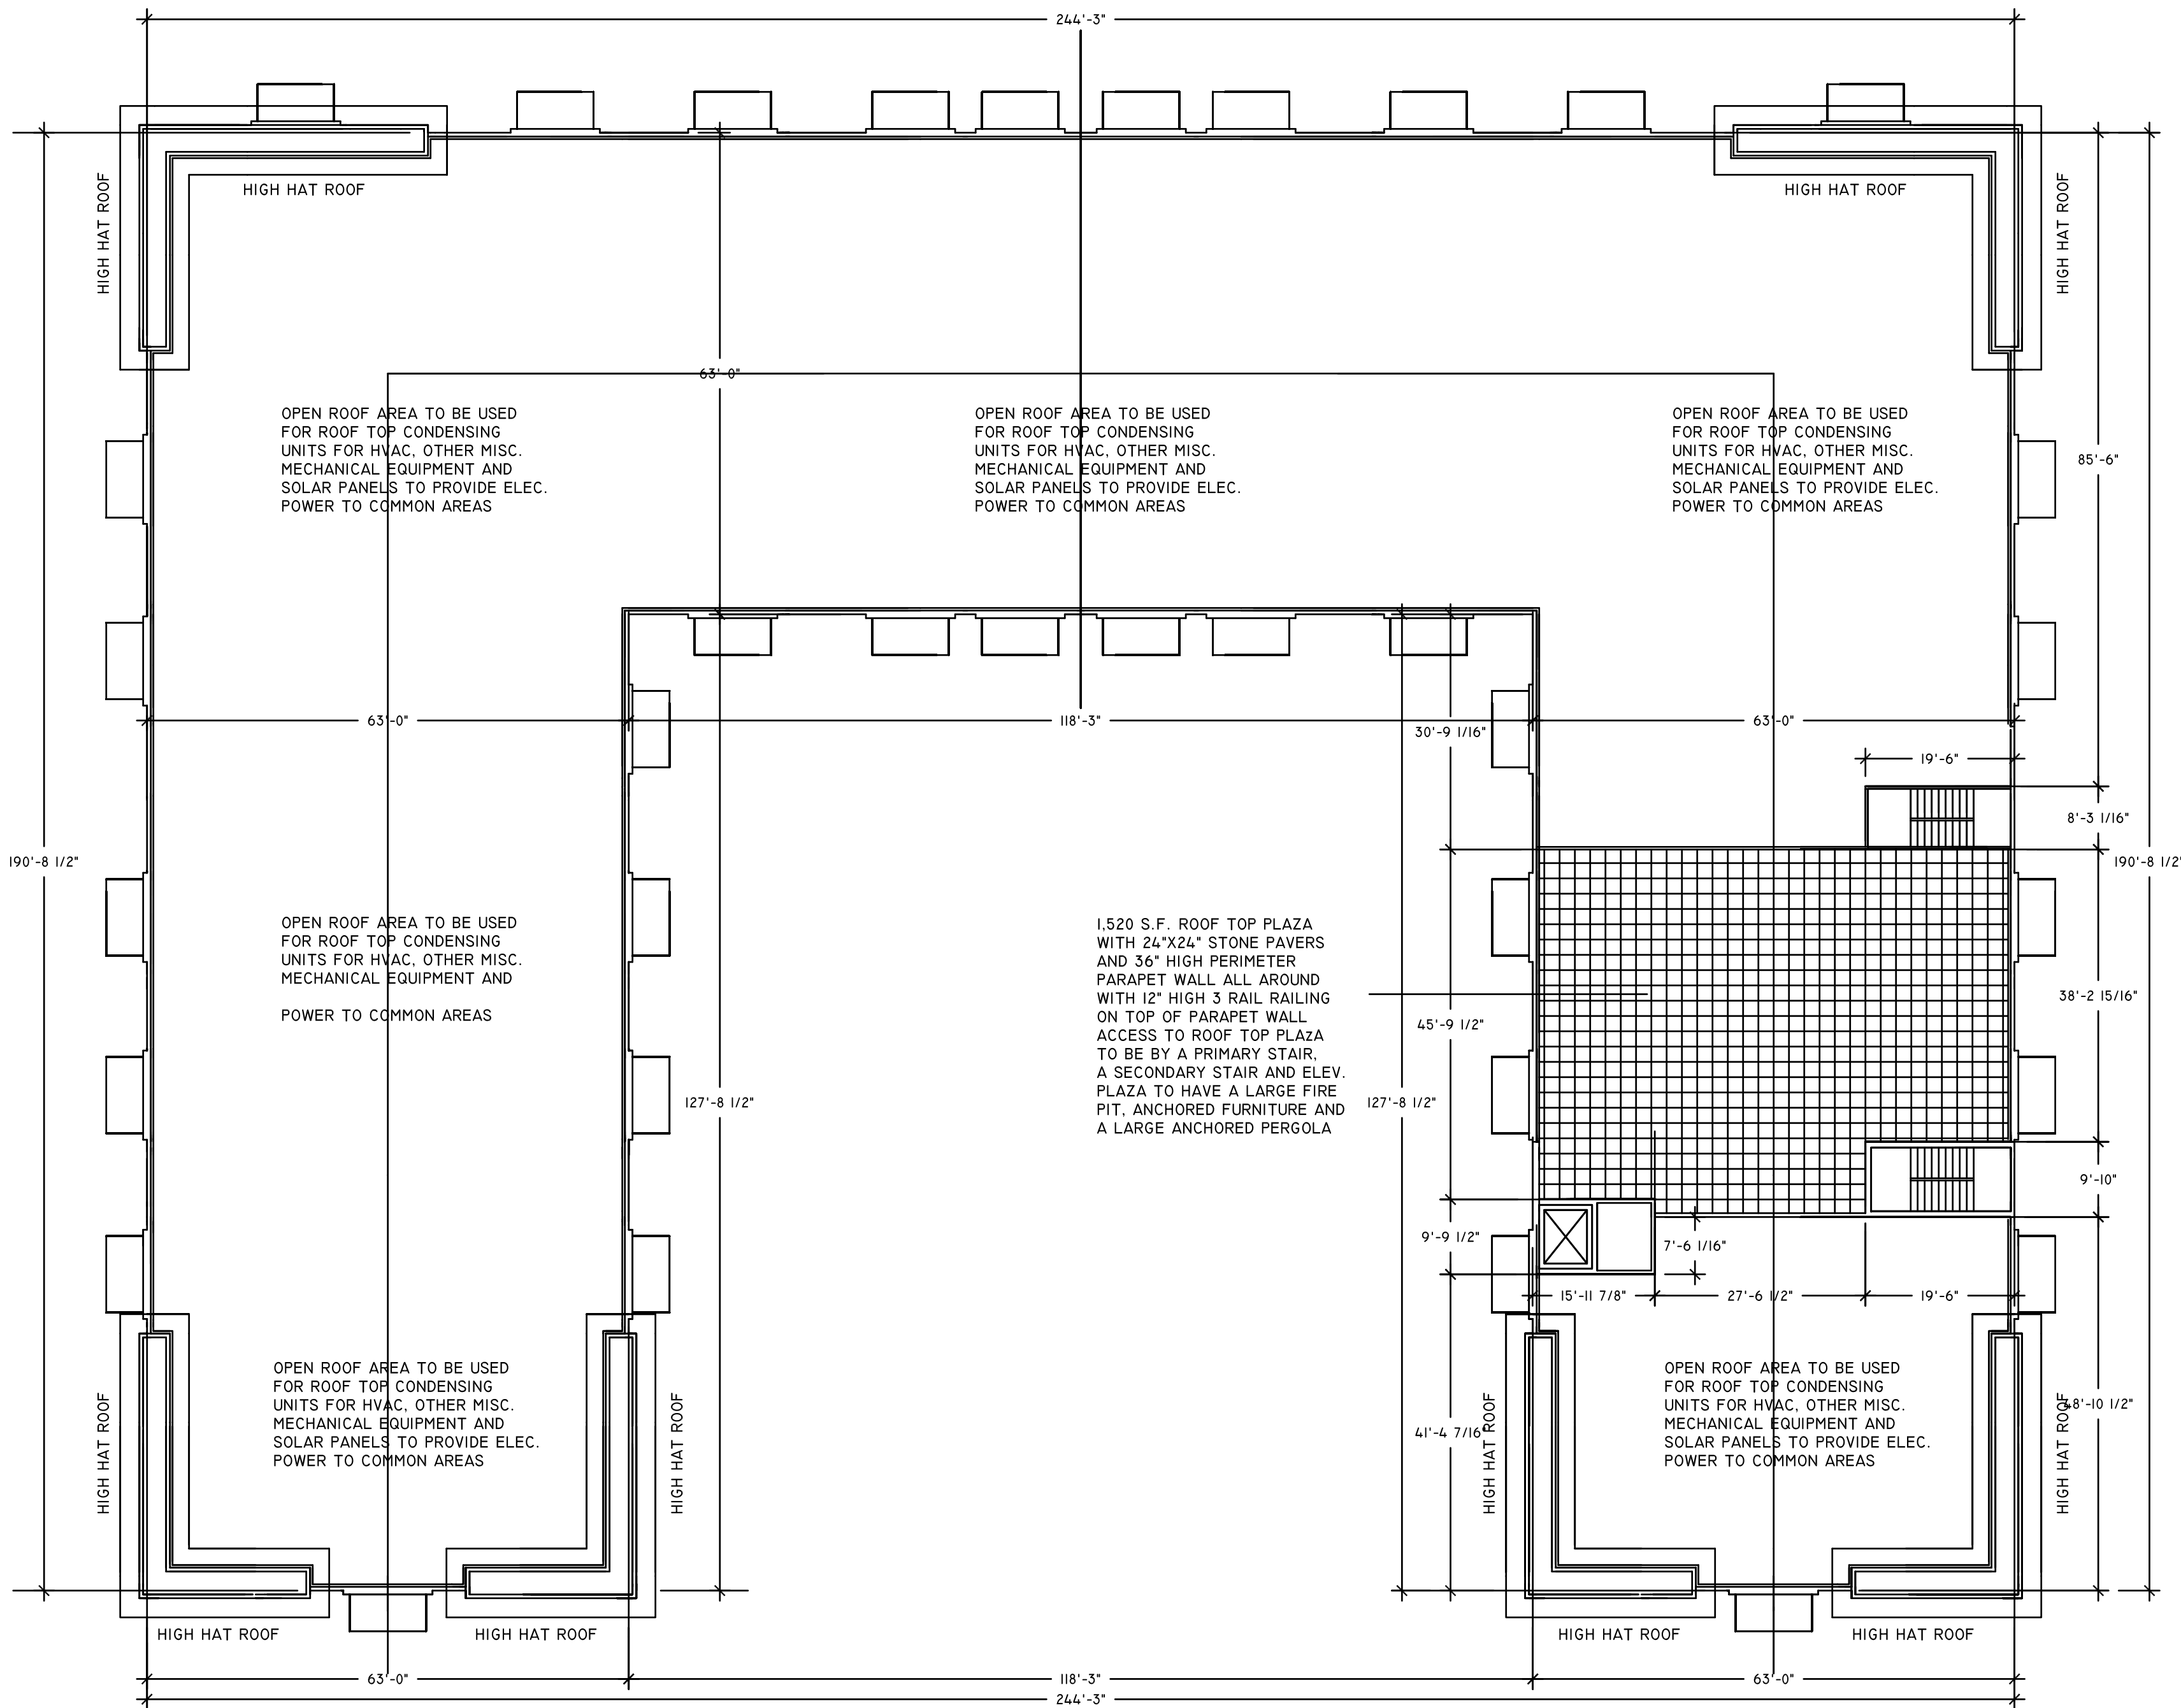 244'-3"
HIGH HAT ROOF
HIGH HAT ROOF
HIGH HAT ROOF
HIGH HAT ROOF
63'-0"
OPEN ROOF AREA TO BE USED
FOR ROOF TOP CONDENSING
UNITS FOR HVAC, OTHER MISC.
MECHANICAL EQUIPMENT AND
SOLAR PANELS TO PROVIDE ELEC.
POWER TO COMMON AREAS
OPEN ROOF AREA TO BE USED
FOR ROOF TOP CONDENSING
UNITS FOR HVAC, OTHER MISC.
MECHANICAL EQUIPMENT AND
SOLAR PANELS TO PROVIDE ELEC.
POWER TO COMMON AREAS
OPEN ROOF AREA TO BE USED
FOR ROOF TOP CONDENSING
UNITS FOR HVAC, OTHER MISC.
MECHANICAL EQUIPMENT AND
SOLAR PANELS TO PROVIDE ELEC.
POWER TO COMMON AREAS
85'-6"
63'-0"
118'-3"
30'-9 1/16"
63'-0"
19'-6"
8'-3 1/16"
190'-8 1/2"
190'-8 1/2"
OPEN ROOF AREA TO BE USED
FOR ROOF TOP CONDENSING
UNITS FOR HVAC, OTHER MISC.
MECHANICAL EQUIPMENT AND
POWER TO COMMON AREAS
1,520 S.F. ROOF TOP PLAZA
WITH 24"X24" STONE PAVERS
AND 36" HIGH PERIMETER
PARAPET WALL ALL AROUND
WITH 12" HIGH 3 RAIL RAILING
ON TOP OF PARAPET WALL
ACCESS TO ROOF TOP PLAzA
TO BE BY A PRIMARY STAIR,
A SECONDARY STAIR AND ELEV.
PLAZA TO HAVE A LARGE FIRE
PIT, ANCHORED FURNITURE AND
A LARGE ANCHORED PERGOLA
38'-2 15/16"
45'-9 1/2"
127'-8 1/2"
127'-8 1/2"
9'-10"
9'-9 1/2"
7'-6 1/16"
15'-11 7/8"
27'-6 1/2"
19'-6"
OPEN ROOF AREA TO BE USED
FOR ROOF TOP CONDENSING
UNITS FOR HVAC, OTHER MISC.
MECHANICAL EQUIPMENT AND
SOLAR PANELS TO PROVIDE ELEC.
POWER TO COMMON AREAS
OPEN ROOF AREA TO BE USED
FOR ROOF TOP CONDENSING
UNITS FOR HVAC, OTHER MISC.
MECHANICAL EQUIPMENT AND
SOLAR PANELS TO PROVIDE ELEC.
POWER TO COMMON AREAS
48'-10 1/2"
41'-4 7/16"
HIGH HAT ROOF
HIGH HAT ROOF
HIGH HAT ROOF
HIGH HAT ROOF
HIGH HAT ROOF
HIGH HAT ROOF
HIGH HAT ROOF
HIGH HAT ROOF
63'-0"
118'-3"
63'-0"
244'-3"